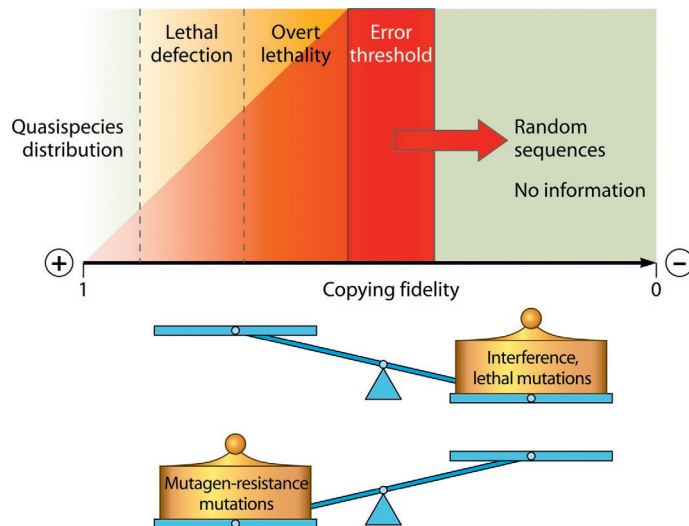 Lethal
defection
Overt
lethality
Error
threshold
Quasispecies
distribution
Random
sequences
No information
+
−
1
Copying fidelity
0
Interference,
lethal mutations
Mutagen-resistance
mutations